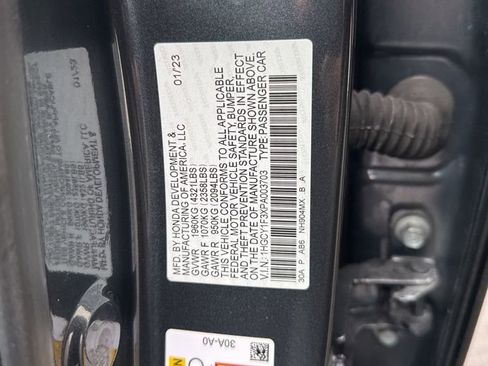 MFD. BY HONDA DEVELOPMENT & 01/23
MANUFACTURING OF AMERICA, LLC
GVWR 1960KG (4321LBS)
GAWR F 1070KG (2358LBS)
GAWR R 950KG (2094LBS)
THIS VEHICLE CONFORMS TO ALL APPLICABLE
FEDERAL MOTOR VEHICLE SAFETY, BUMPER,
AND THEFT PREVENTION STANDARDS IN EFFECT
ON THE DATE OF MANUFACTURE SHOWN ABOVE.
V.I.N.: 1HGCY1F3XPA003703 TYPE:PASSENGER CAR
30A P A86 NH904MX B A
30A-A0